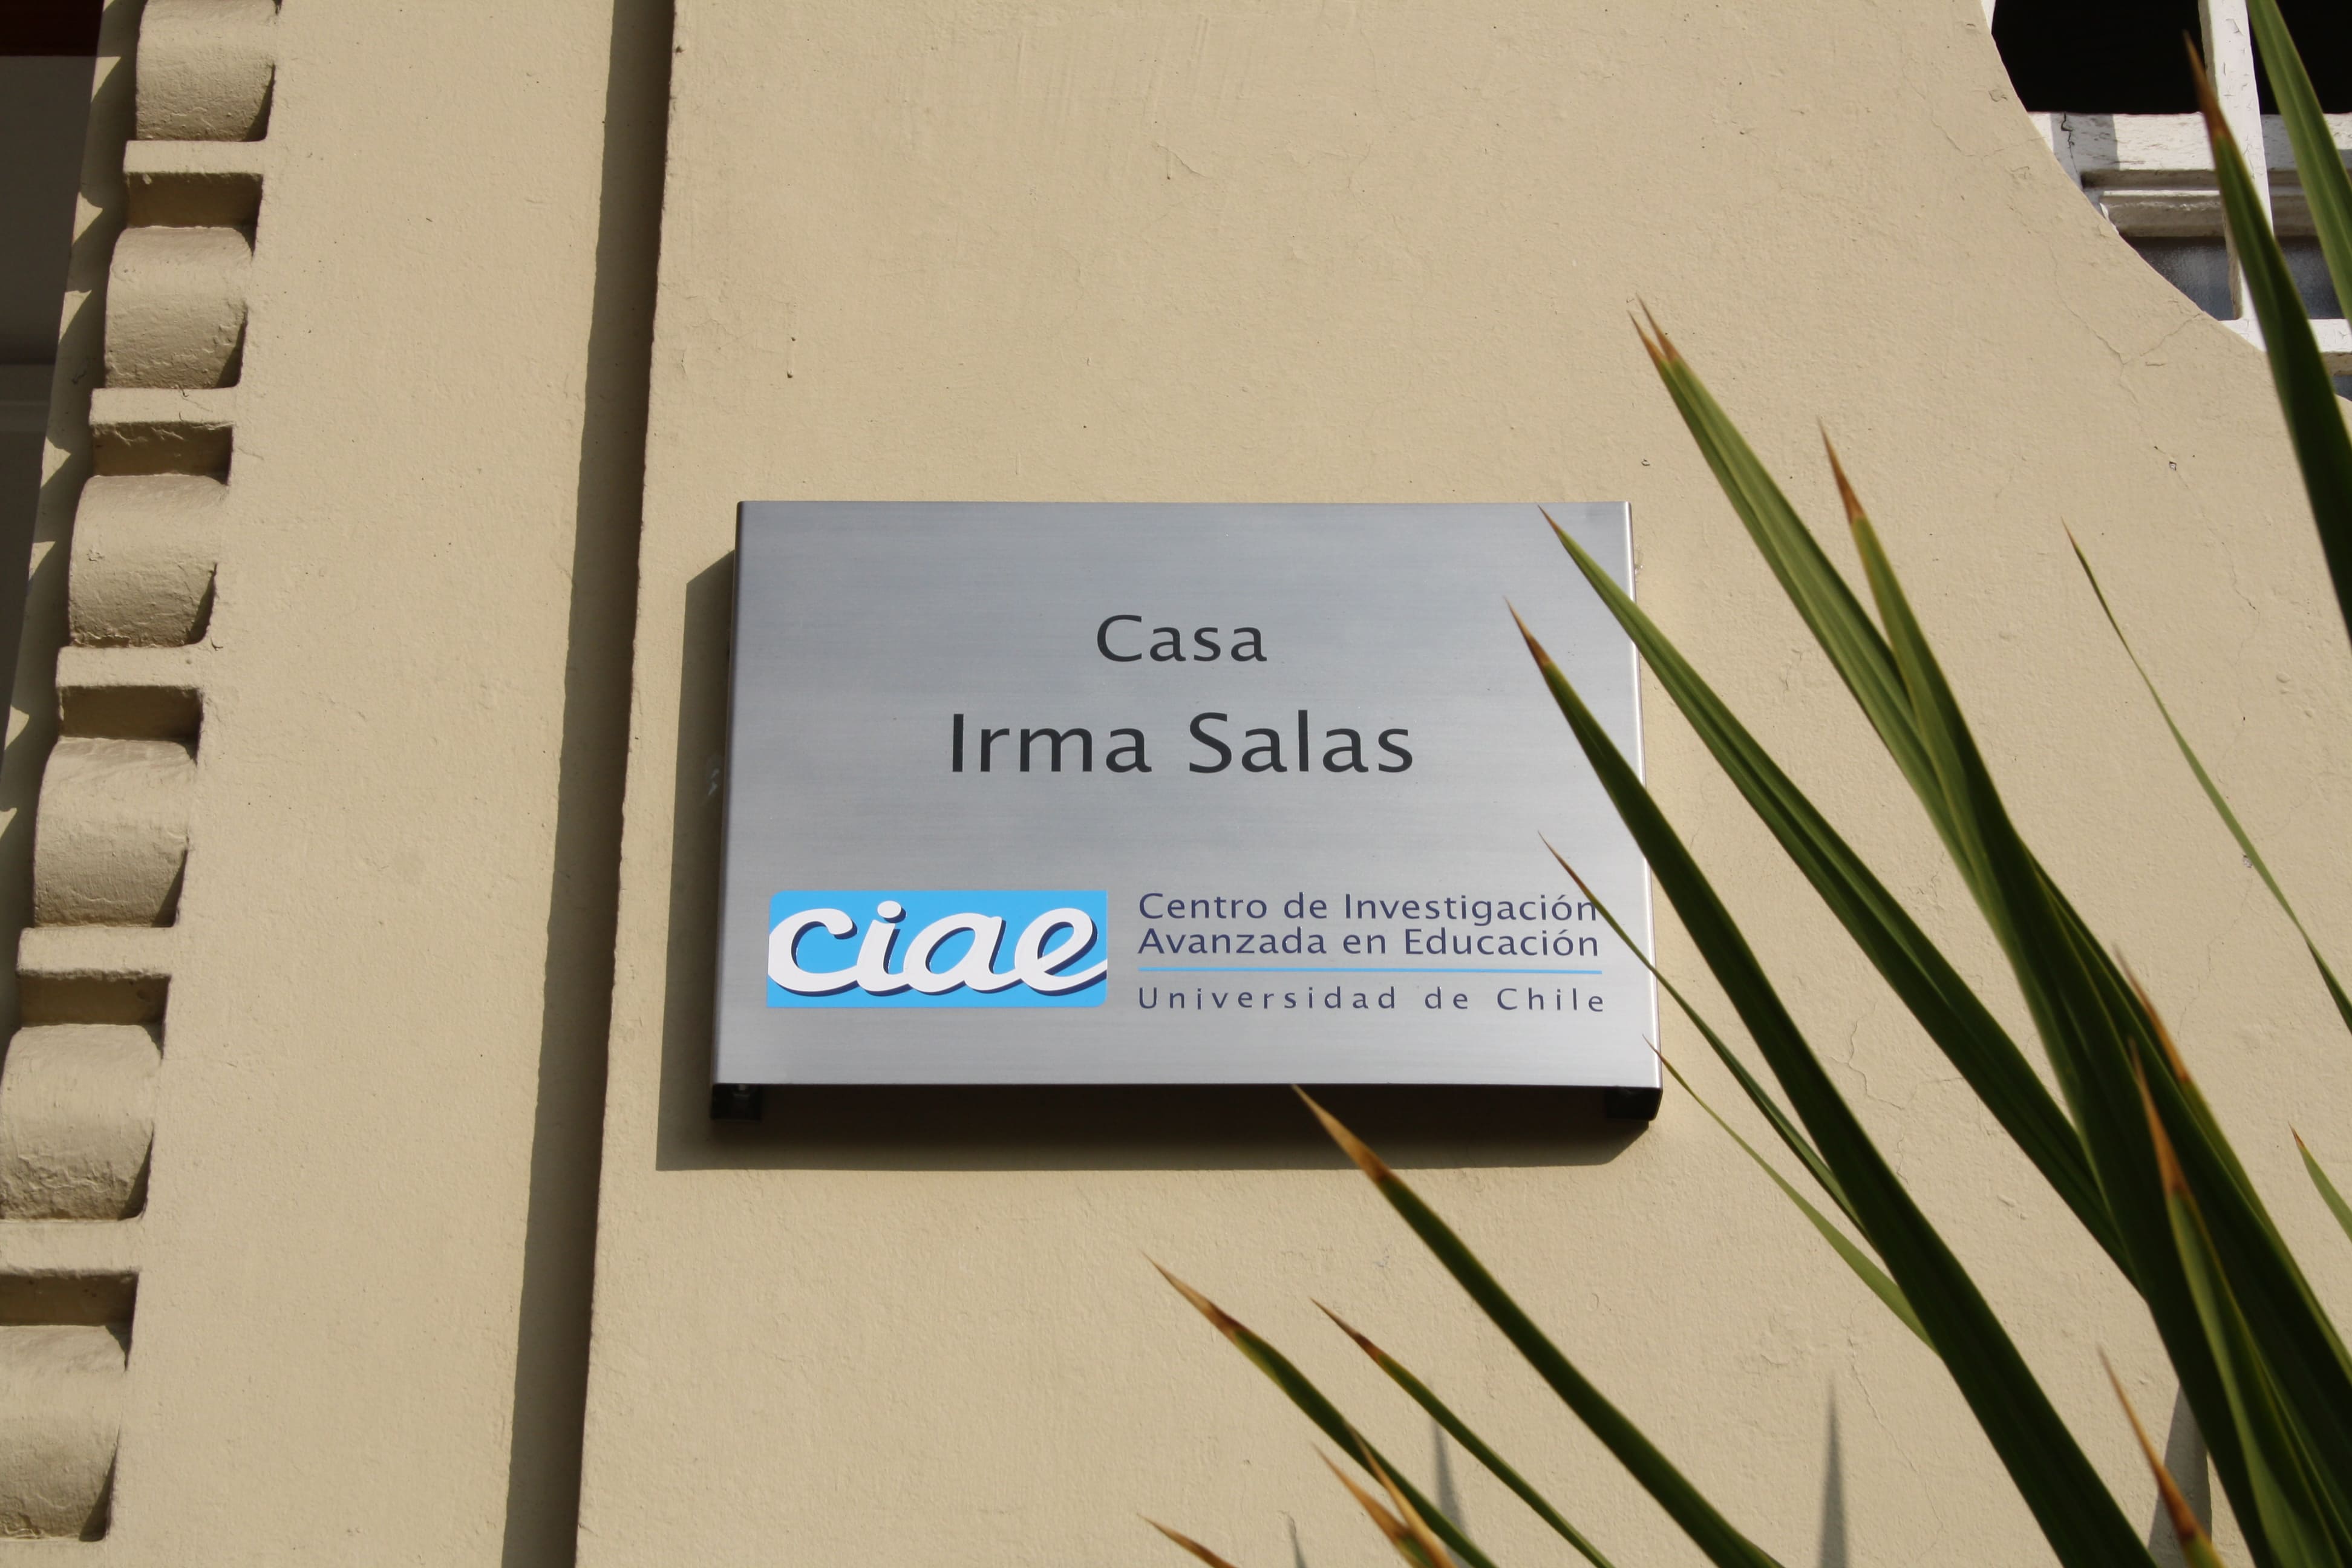 Casa
Irma Salas
ciae
Centro de Investigación
Avanzada en Educación
Universidad de Chile